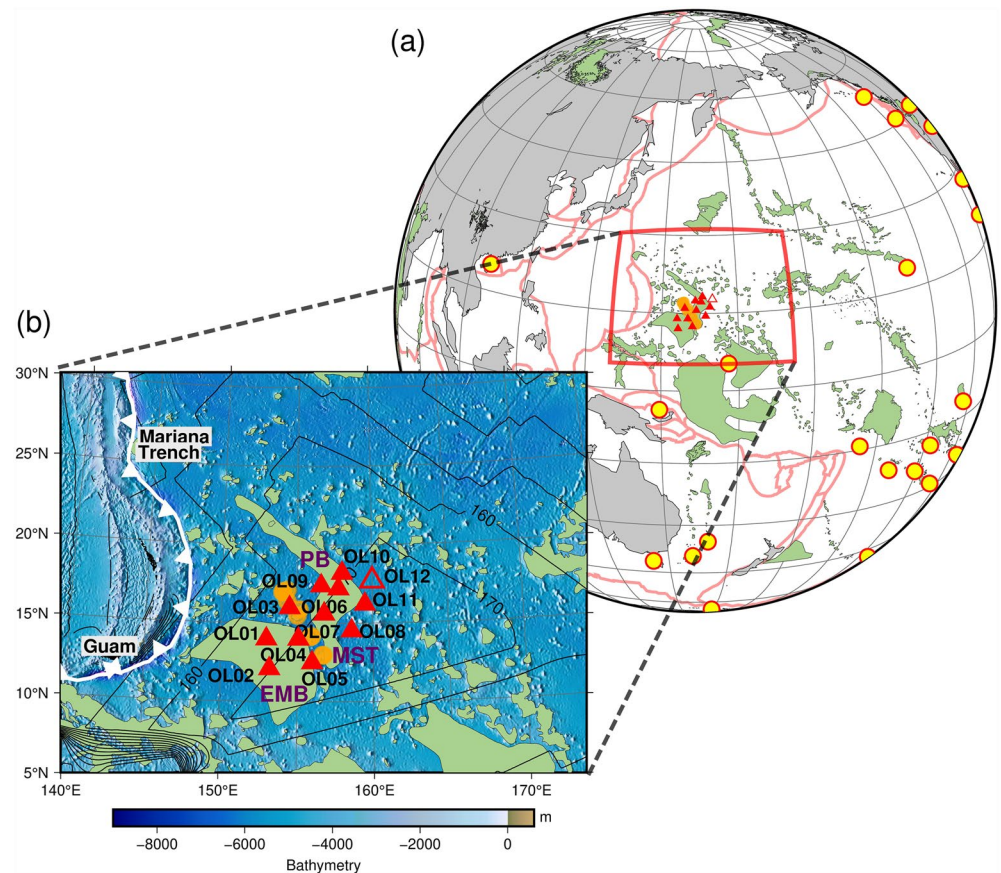 (a)
(b)
30°N
25°N
20°N
15°N
10°N
5°N
140°E
150°E
160°E
170°E
Mariana
Trench
Guam
160
160
170
PB
OL10
OL12
OL09
OL11
OL03
OL06
OL01
OL07
OL08
OL04
MST
OL02
OL05
EMB
−8000
−6000
−4000
−2000
0
m
Bathymetry